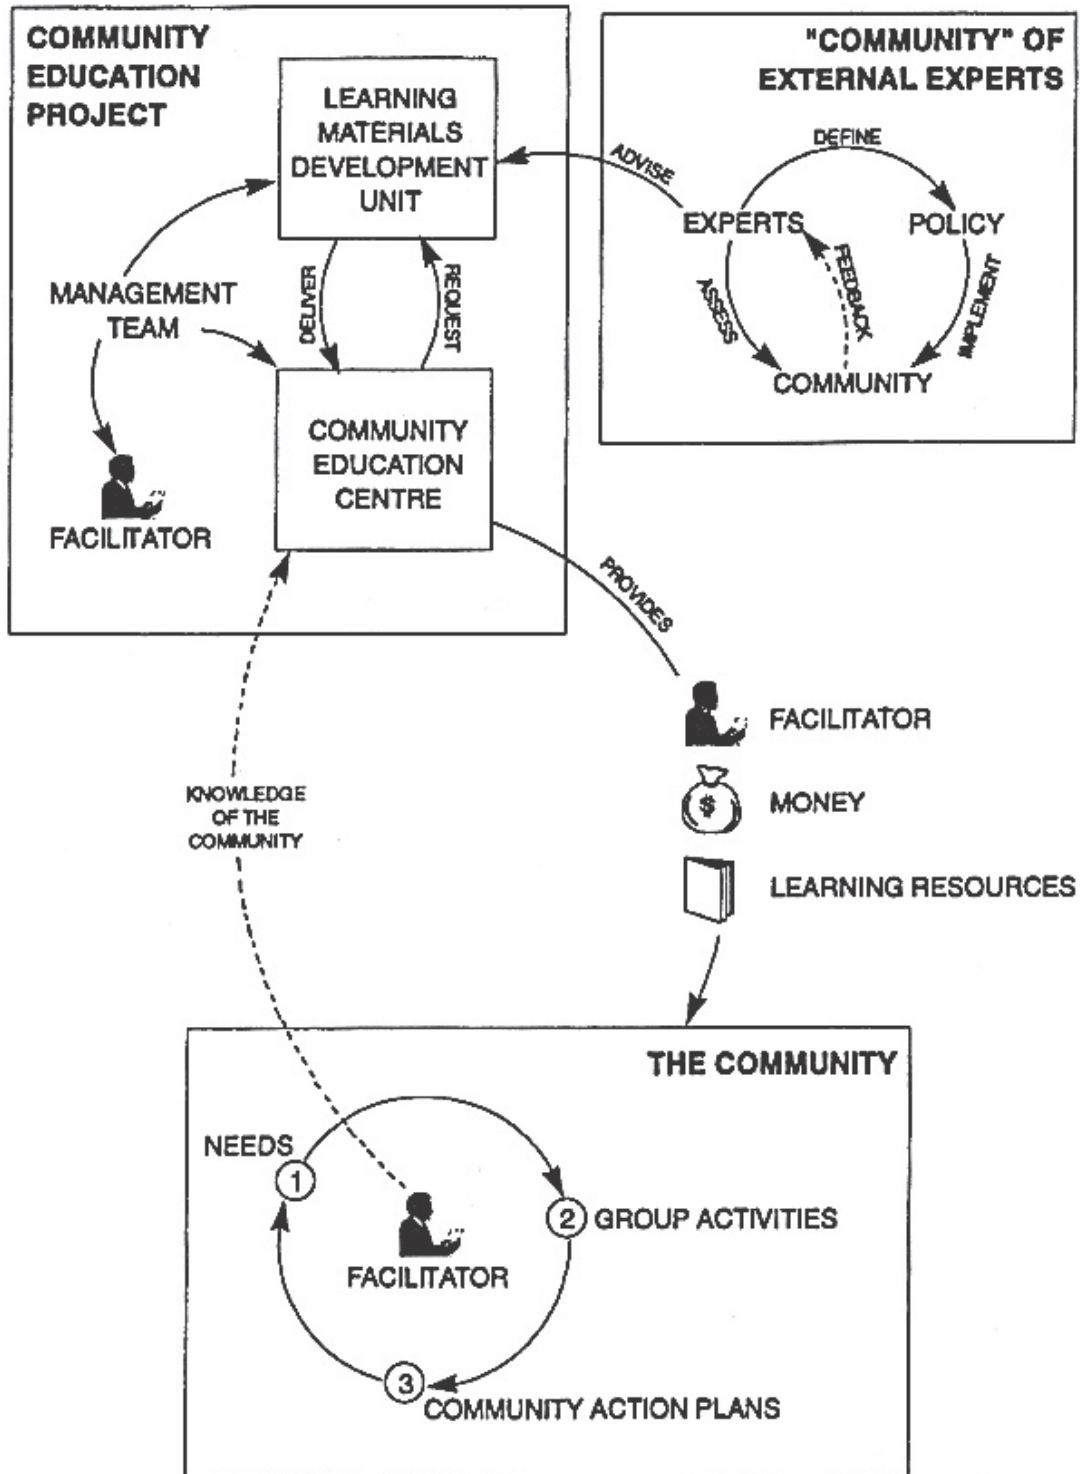 COMMUNITY
EDUCATION
PROJECT
LEARNING
MATERIALS
DEVELOPMENT
UNIT
MANAGEMENT
TEAM
DELIVER
REQUEST
COMMUNITY
EDUCATION
CENTRE
FACILITATOR
"COMMUNITY" OF
EXTERNAL EXPERTS
ADVISE
DEFINE
EXPERTS
POLICY
ASSESS
FEEDBACK
IMPLEMENT
COMMUNITY
PROVIDES
FACILITATOR
$
MONEY
LEARNING RESOURCES
KNOWLEDGE
OF THE
COMMUNITY
THE COMMUNITY
NEEDS
1
2 GROUP ACTIVITIES
FACILITATOR
3
COMMUNITY ACTION PLANS